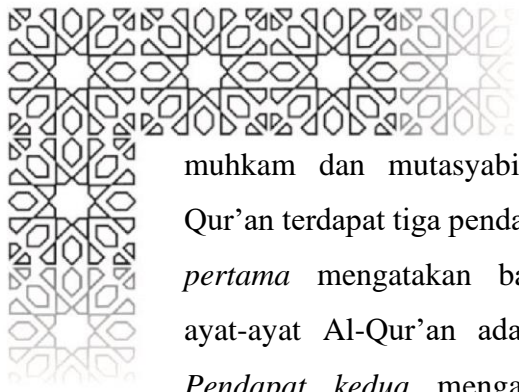 muhkam dan mutasyabi
Qur'an terdapat tiga penda
pertama mengatakan ba
ayat-ayat Al-Qur'an ada
Pendapat kedua menga